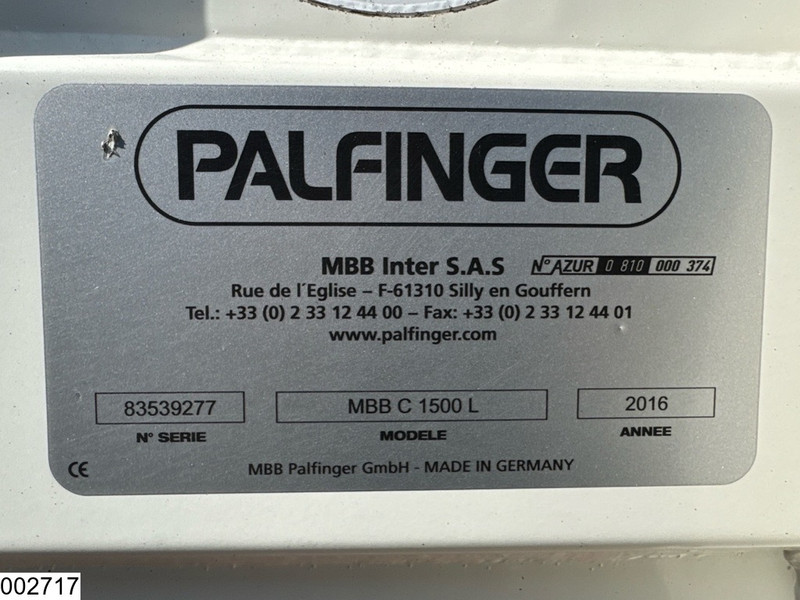 PALFINGER
MBB Inter S.A.S N° AZUR 0 810 000 374
Rue de l´Eglise – F-61310 Silly en Gouffern
Tel.: +33 (0) 2 33 12 44 00 – Fax: +33 (0) 2 33 12 44 01
www.palfinger.com
83539277 MBB C 1500 L 2016
N° SERIE MODELE ANNEE
CE MBB Palfinger GmbH - MADE IN GERMANY
002717